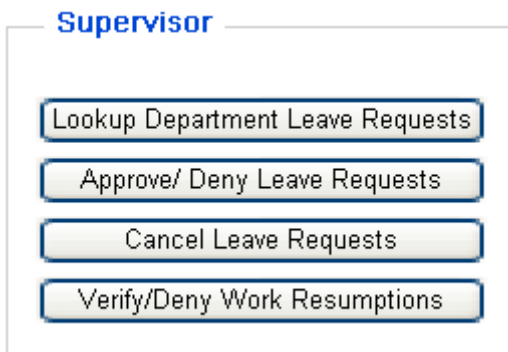 Supervisor
Lookup Department Leave Requests
Approve/ Deny Leave Requests
Cancel Leave Requests
Verify/Deny Work Resumptions